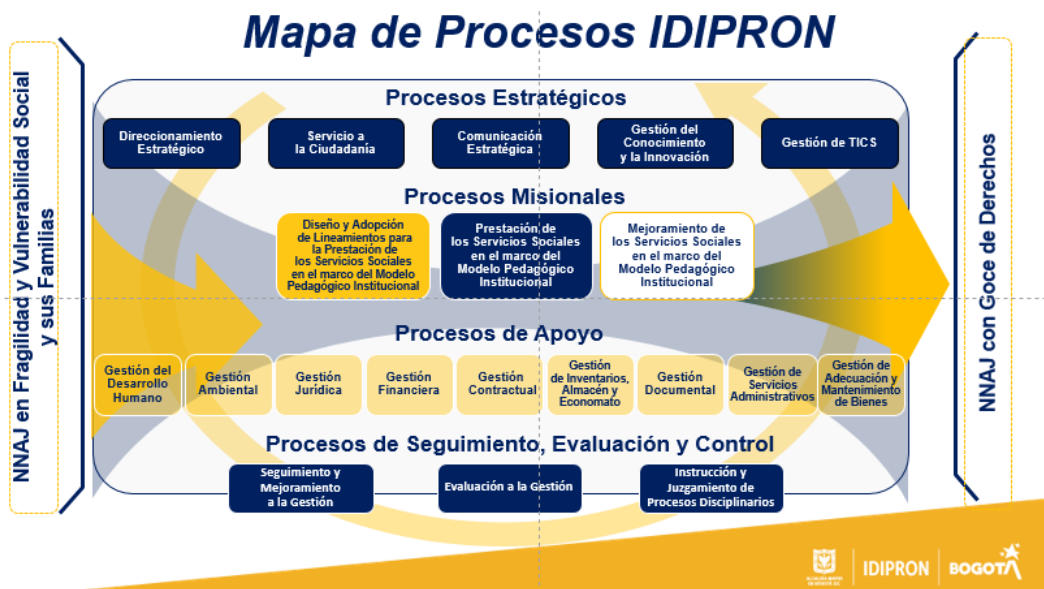 Mapa de Procesos IDIPRON
NNAJ en Fragilidad y Vulnerabilidad Social
y sus Familias
Procesos Estratégicos
Direccionamiento
Estratégico
Servicio a
la Ciudadanía
Comunicación
Estratégica
Gestión del
Conocimiento
y la Innovación
Gestión de TICS
Procesos Misionales
Diseño y Adopción
de Lineamientos para
la Prestación de
los Servicios Sociales
en el marco del Modelo
Pedagógico Institucional
Prestación de
los Servicios Sociales
en el marco del
Modelo Pedagógico
Institucional
Mejoramiento de
los Servicios Sociales
en el marco del
Modelo Pedagógico
Institucional
Procesos de Apoyo
Gestión del
Desarrollo
Humano
Gestión
Ambiental
Gestión
Jurídica
Gestión
Financiera
Gestión
Contractual
Gestión
de Inventarios,
Almacén y
Economato
Gestión
Documental
Gestión de
Servicios
Administrativos
Gestión de
Adecuación y
Mantenimiento
de Bienes
Procesos de Seguimiento, Evaluación y Control
Seguimiento y
Mejoramiento
a la Gestión
Evaluación a la Gestión
Instrucción y
Juzgamiento de
Procesos Disciplinarios
NNAJ con Goce de Derechos
ALCALDÍA MAYOR
DE BOGOTÁ D.C.
IDIPRON
BOGOTÁ